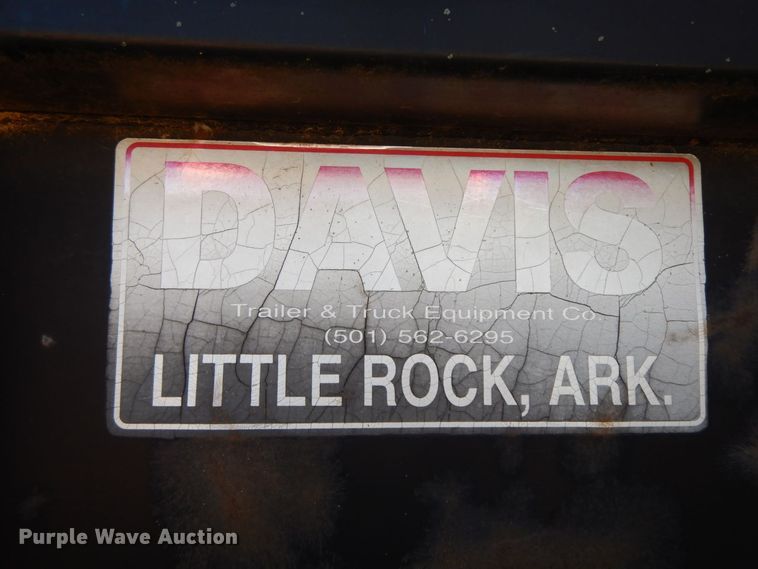 DAVIS
Trailer & Truck Equipment Co.
(501) 562-6295
LITTLE ROCK, ARK.
Purple Wave Auction